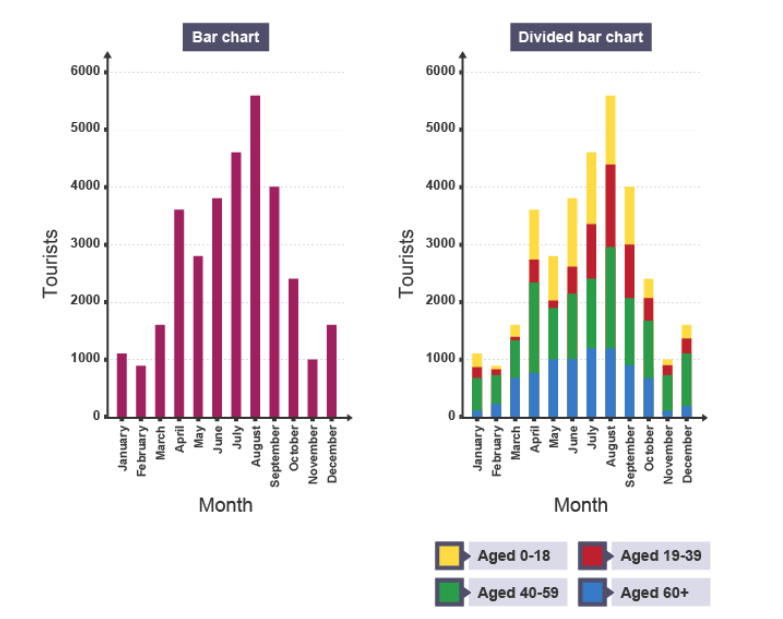 Bar chart
6000
5000
4000
3000
2000
1000
0
Tourists
January
February
March
April
May
June
July
August
September
October
November
December
Month
Divided bar chart
6000
5000
4000
3000
2000
1000
0
Tourists
January
February
March
April
May
June
July
August
September
October
November
December
Month
Aged 0-18
Aged 19-39
Aged 40-59
Aged 60+